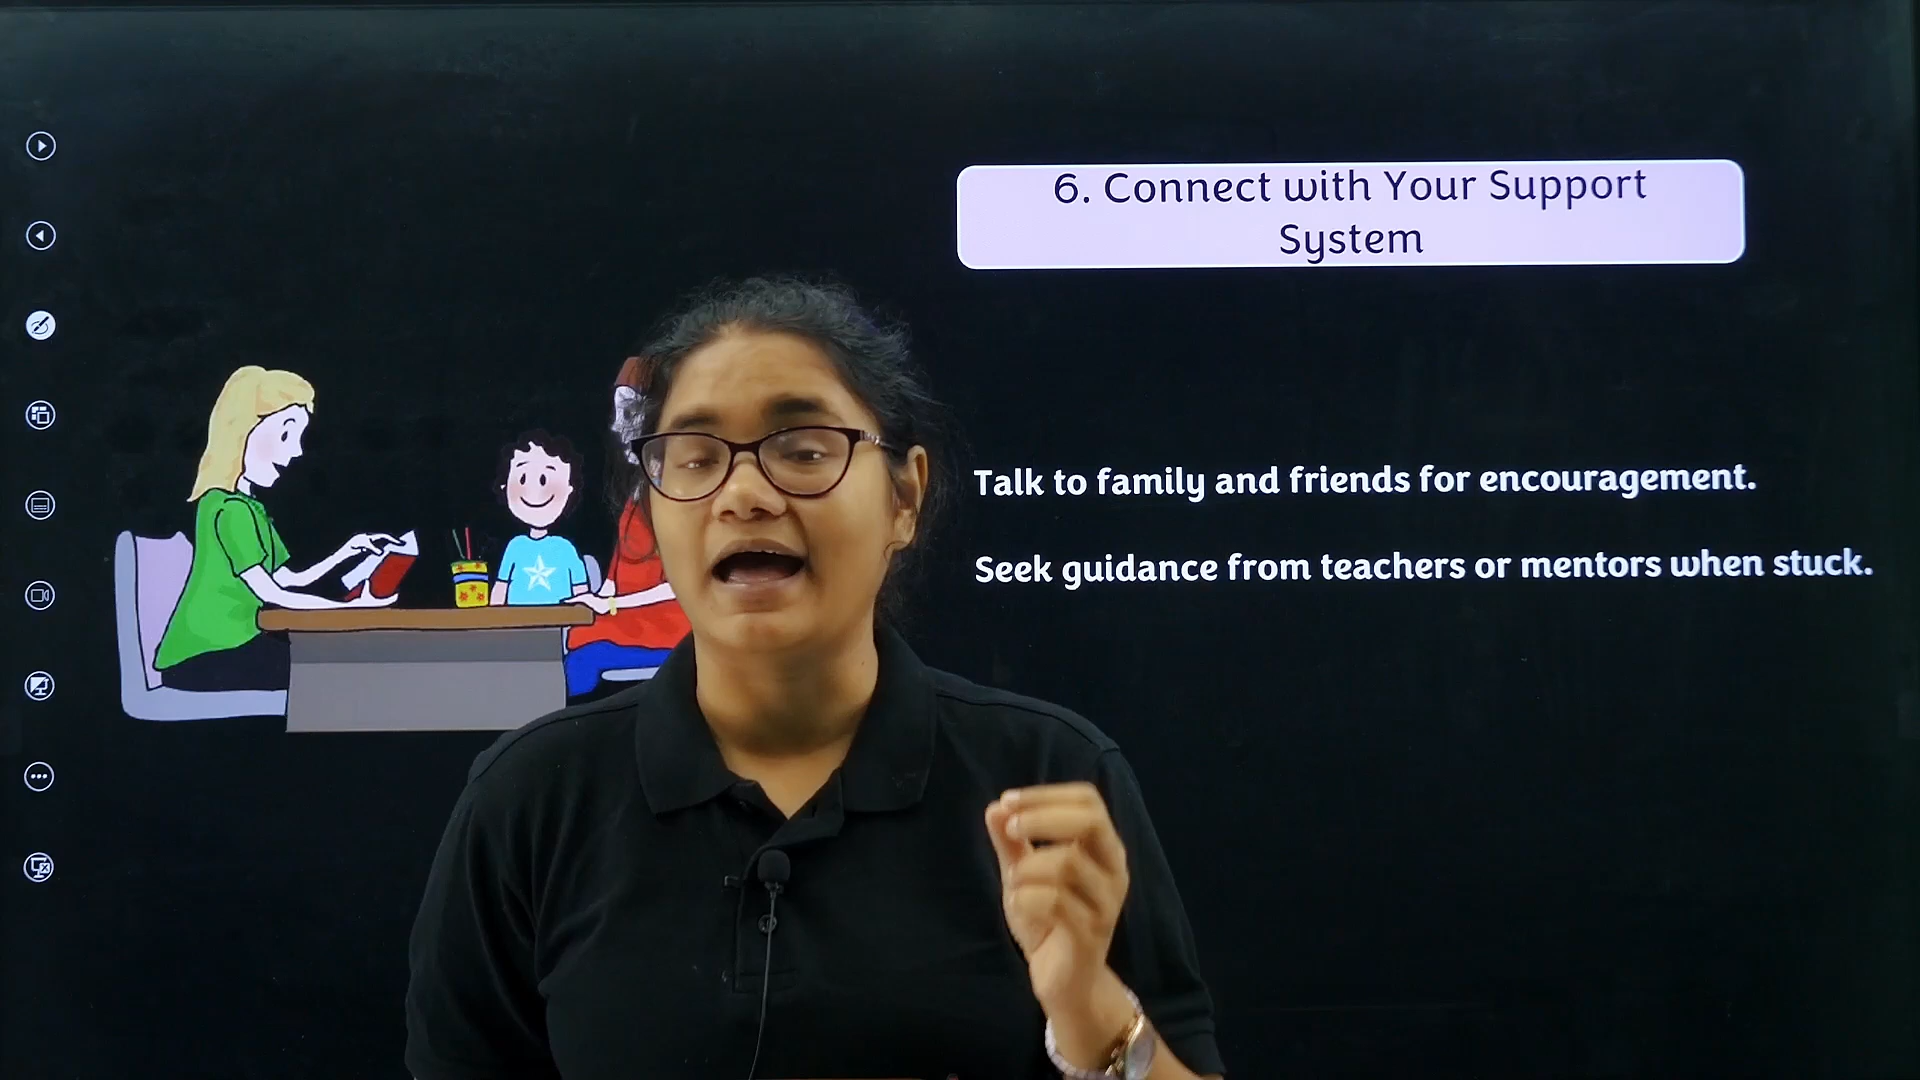 6. Connect with Your Support
System
Talk to family and friends for encouragement.
Seek guidance from teachers or mentors when stuck.